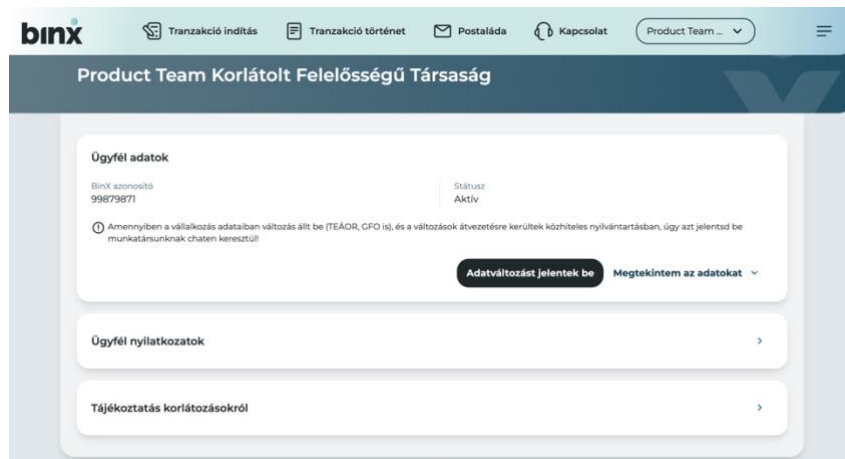 binx
Tranzakció indítás
Tranzakció történet
Postaláda
Kapcsolat
Product Team ...
Product Team Korlátolt Felelősségű Társaság
Ügyfél adatok
BinX azonosító
99879871
Státusz
Aktív
Amennyiben a vállalkozás adataiban változás állt be (TEÁOR, GFO is), és a változások átvezetésre kerültek közhiteles nyilvántartásban, úgy azt jelentsd be
munkatársunknak chaten keresztül!
Adatváltozást jelentek be
Megtekintem az adatokat
Ügyfél nyilatkozatok
Tájékoztatás korlátozásokról